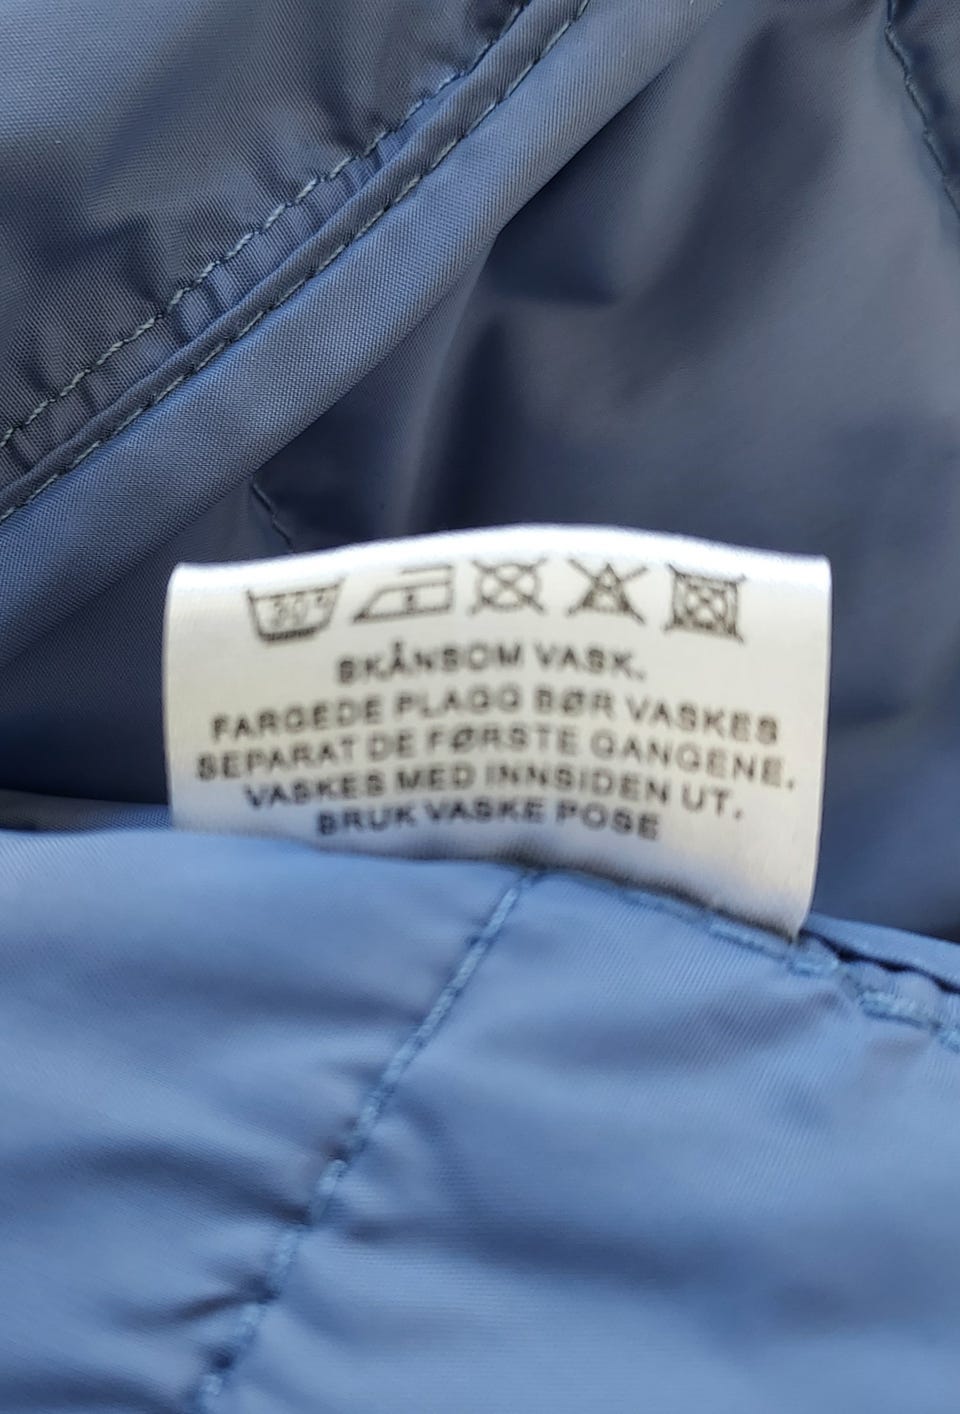 30°
SKÅNSOM VASK.
FARGEDE PLAGG BØR VASKES
SEPARAT DE FØRSTE GANGENE.
VASKES MED INNSIDEN UT.
BRUK VASKE POSE